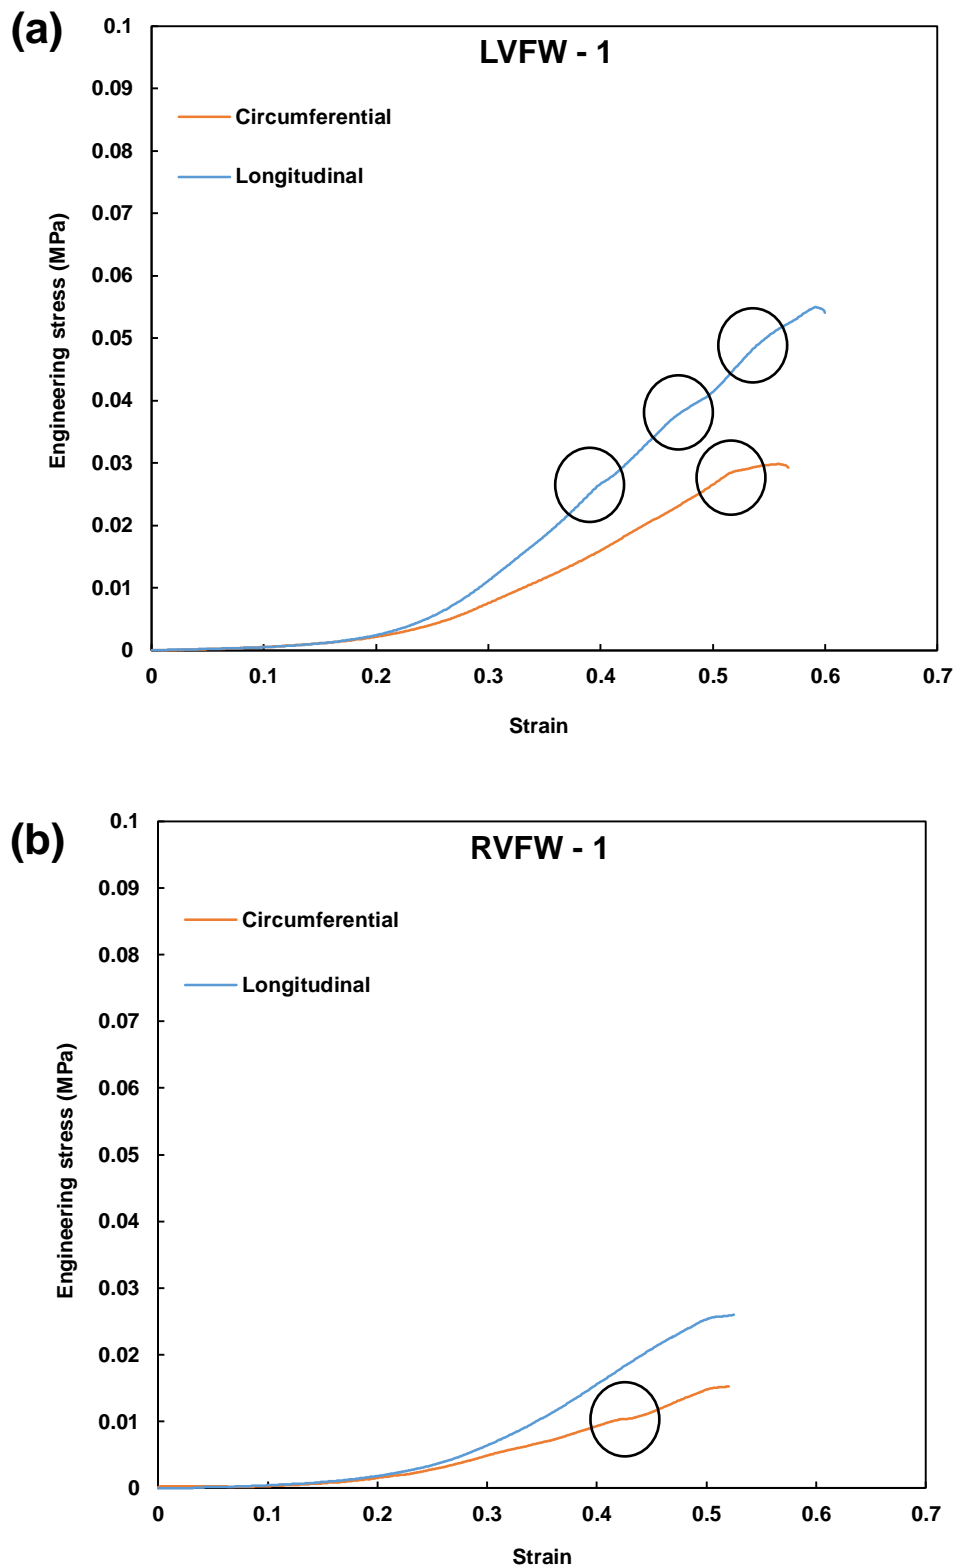 (a)
LVFW - 1
0.1
0.09
0.08
0.07
0.06
0.05
0.04
0.03
0.02
0.01
0
Engineering stress (MPa)
Circumferential
Longitudinal
0 0.1 0.2 0.3 0.4 0.5 0.6 0.7
Strain
(b)
RVFW - 1
0.1
0.09
0.08
0.07
0.06
0.05
0.04
0.03
0.02
0.01
0
Engineering stress (MPa)
Circumferential
Longitudinal
0 0.1 0.2 0.3 0.4 0.5 0.6 0.7
Strain